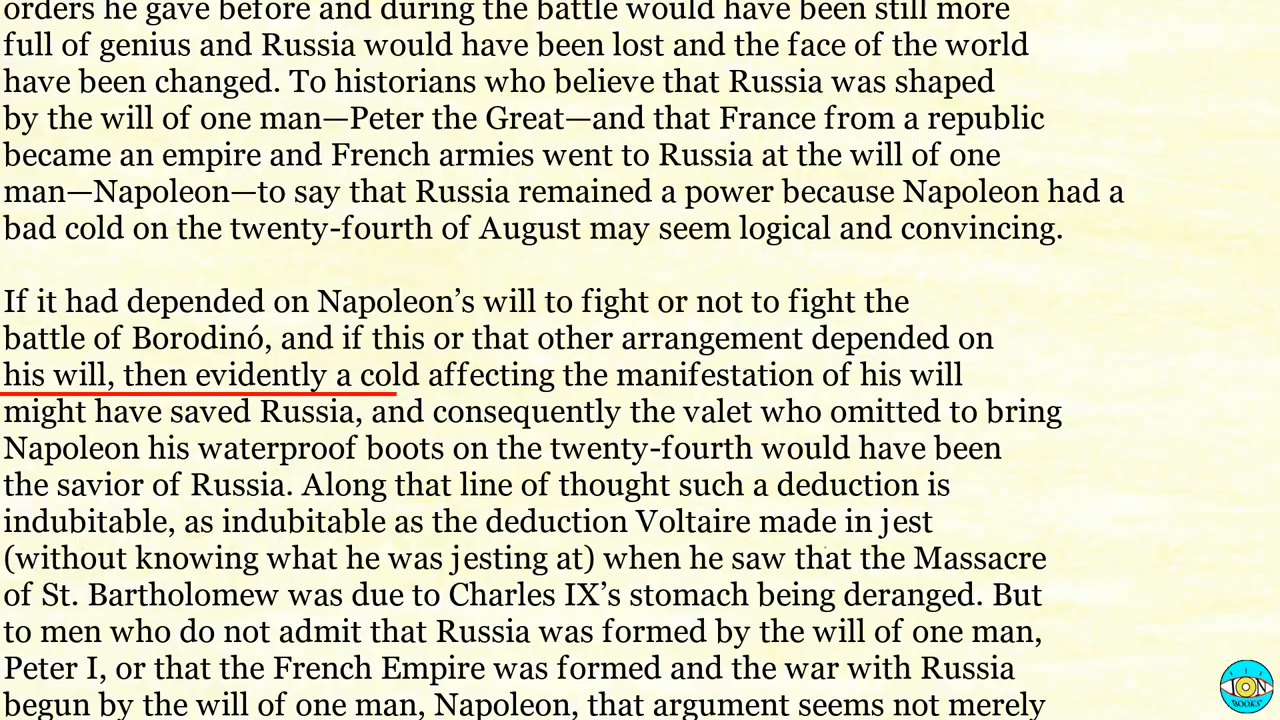 orders he gave before and during the battle would have been still more
full of genius and Russia would have been lost and the face of the world
have been changed. To historians who believe that Russia was shaped
by the will of one man—Peter the Great—and that France from a republic
became an empire and French armies went to Russia at the will of one
man—Napoleon—to say that Russia remained a power because Napoleon had a
bad cold on the twenty-fourth of August may seem logical and convincing.
If it had depended on Napoleon’s will to fight or not to fight the
battle of Borodinó, and if this or that other arrangement depended on
his will, then evidently a cold affecting the manifestation of his will
might have saved Russia, and consequently the valet who omitted to bring
Napoleon his waterproof boots on the twenty-fourth would have been
the savior of Russia. Along that line of thought such a deduction is
indubitable, as indubitable as the deduction Voltaire made in jest
(without knowing what he was jesting at) when he saw that the Massacre
of St. Bartholomew was due to Charles IX’s stomach being deranged. But
to men who do not admit that Russia was formed by the will of one man,
Peter I, or that the French Empire was formed and the war with Russia
begun by the will of one man, Napoleon, that argument seems not merely
ION
BOOKS